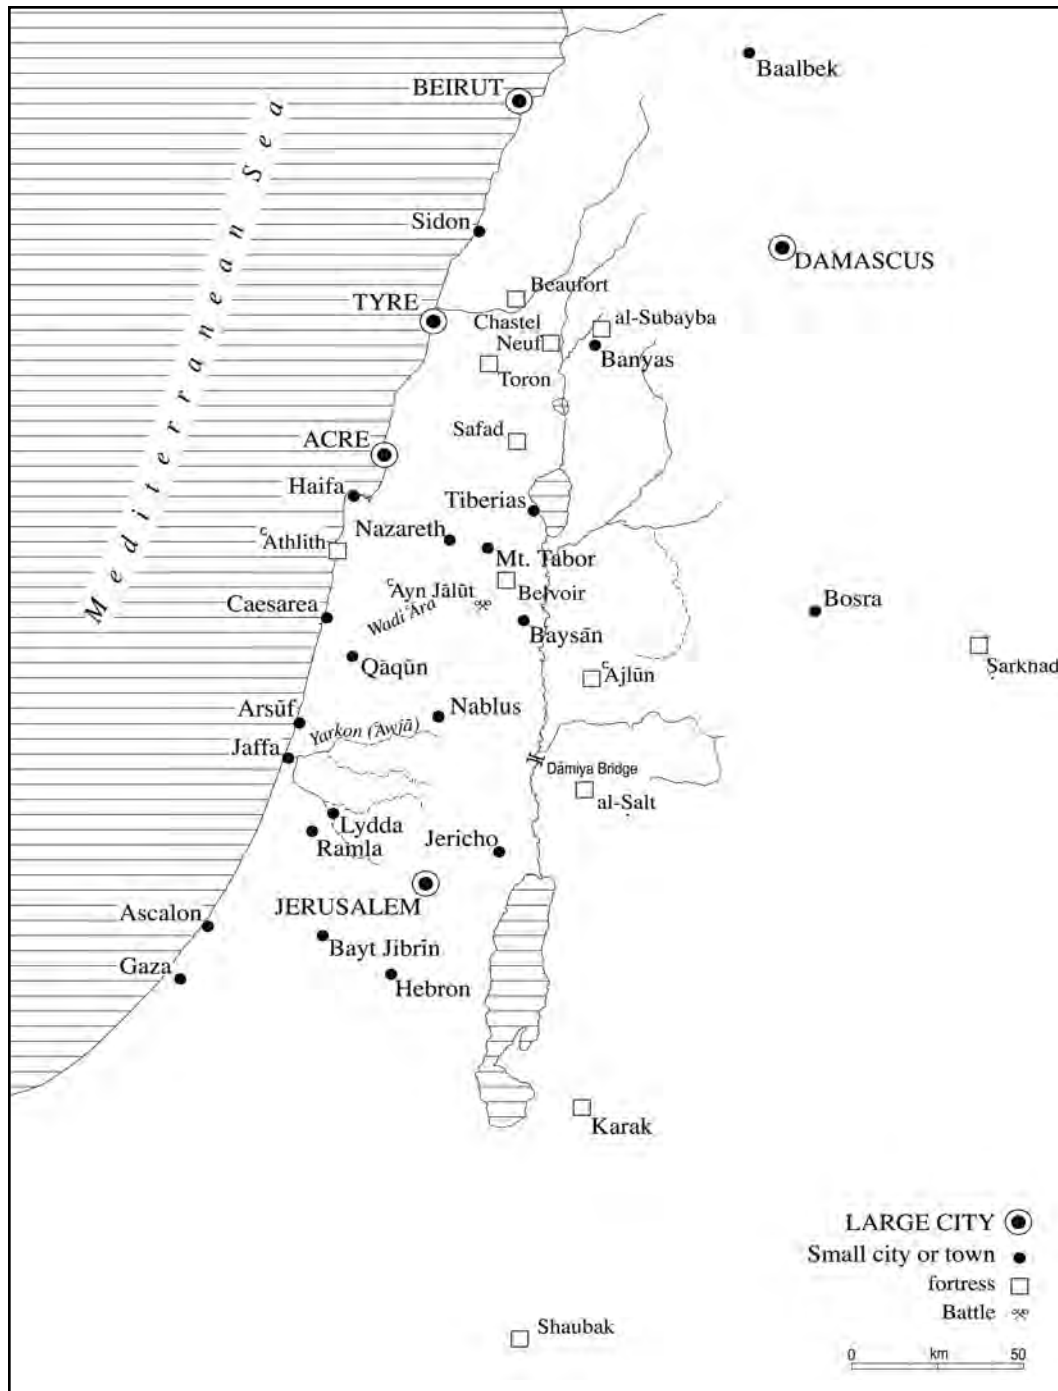 Baalbek
BEIRUT
Mediterranean Sea
Sidon
DAMASCUS
Beaufort
TYRE
al-Subayba
Chastel
Neuf
Banyas
Toron
Safad
ACRE
Haifa
Tiberias
Nazareth
ʿAthlith
Mt. Tabor
ʿAyn Jālūt
Belvoir
Caesarea
Wadi ʿAra
Bosra
Baysān
Qāqūn
ʿAjlūn
Ṣarkhad
Arsūf
Nablus
Yarkon (ʿAwjā)
Jaffa
Dāmiya Bridge
al-Ṣalt
Lydda
Ramla
Jericho
JERUSALEM
Ascalon
Bayt Jibrīn
Gaza
Hebron
Karak
LARGE CITY
Small city or town
fortress
Battle
Shaubak
0 km 50